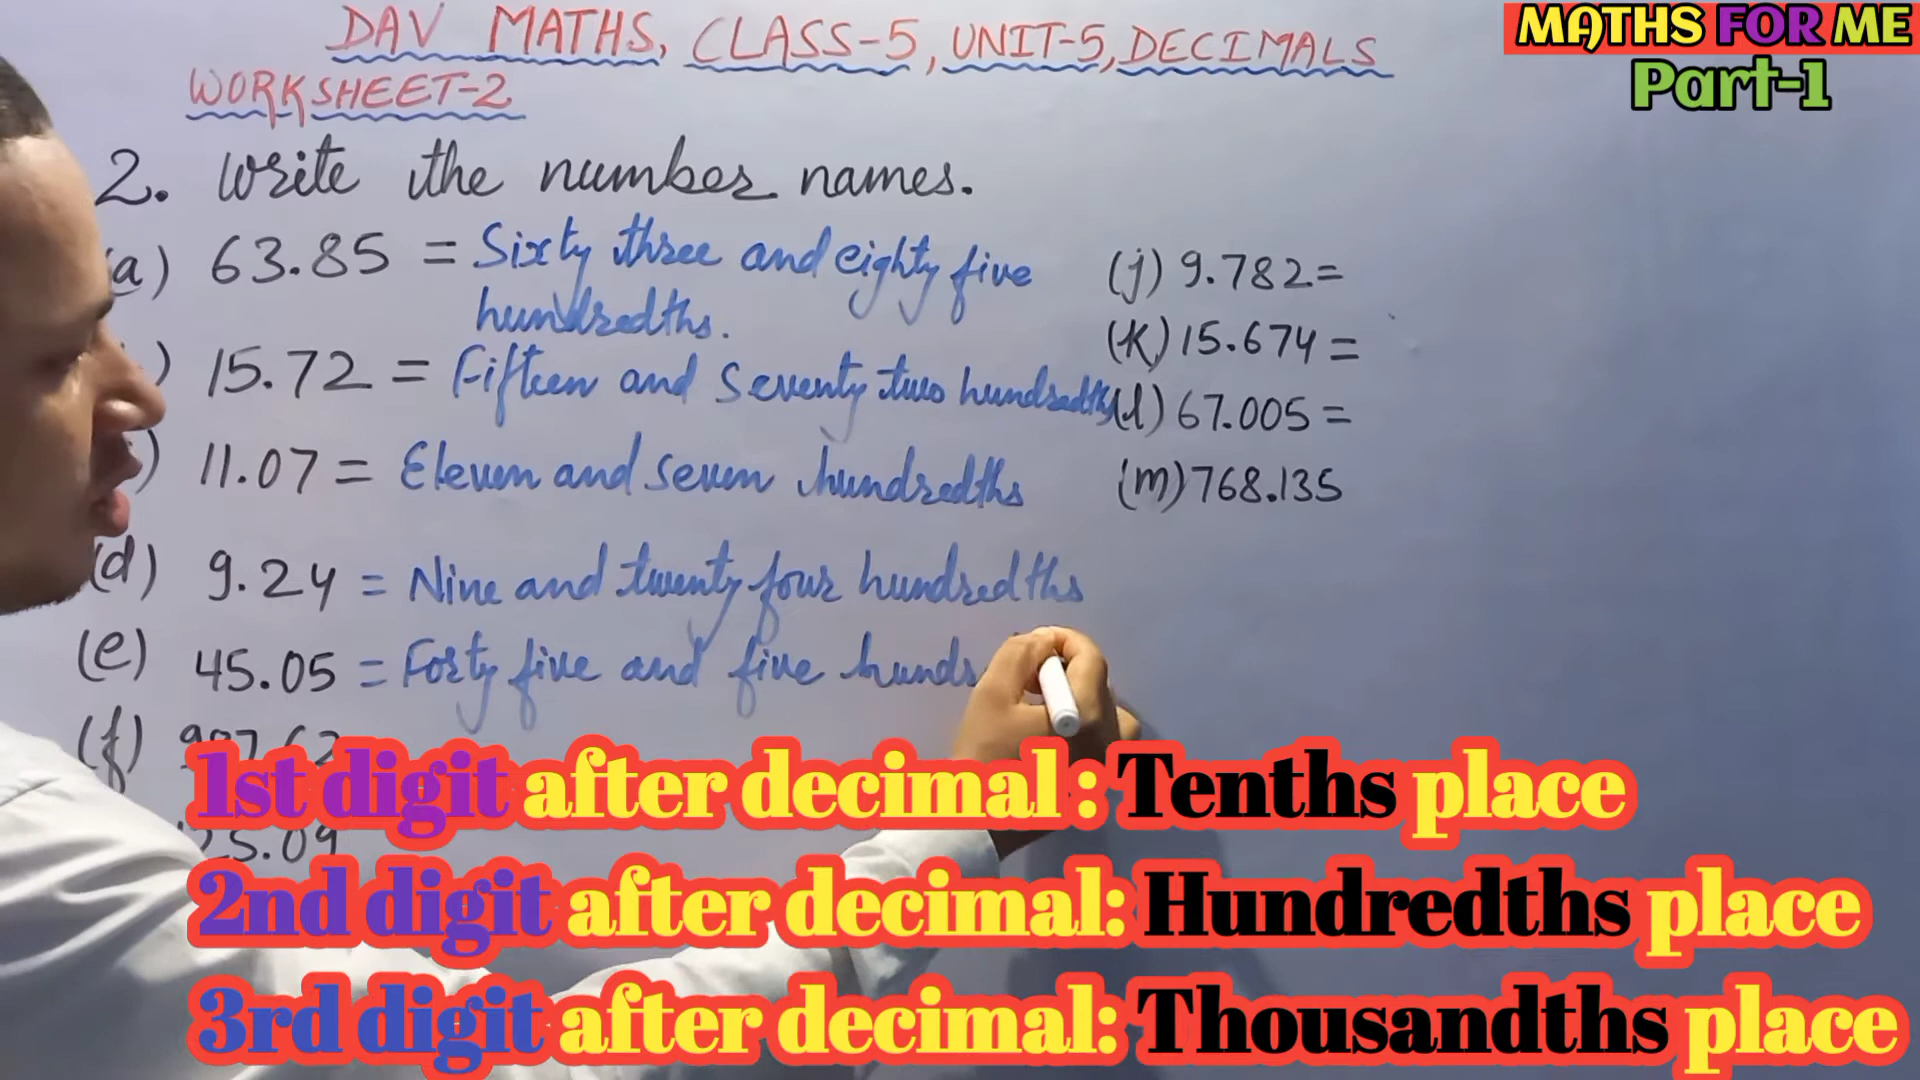 DAV MATHS, CLASS-5, UNIT-5, DECIMALS
MATHS FOR ME
Part-1
WORKSHEET-2
2. Write the number names.
(a) 63.85 = Sixty three and eighty five
hundredths.
) 15.72 = Fifteen and seventy two hundredths
) 11.07 = Eleven and seven hundredths
(d) 9.24 = Nine and twenty four hundredths
(e) 45.05 = Forty five and five hund
(f)
25.09
(j) 9.782 =
(k) 15.674 =
(l) 67.005 =
(m) 768.135
1st digit after decimal : Tenths place
2nd digit after decimal: Hundredths place
3rd digit after decimal: Thousandths place